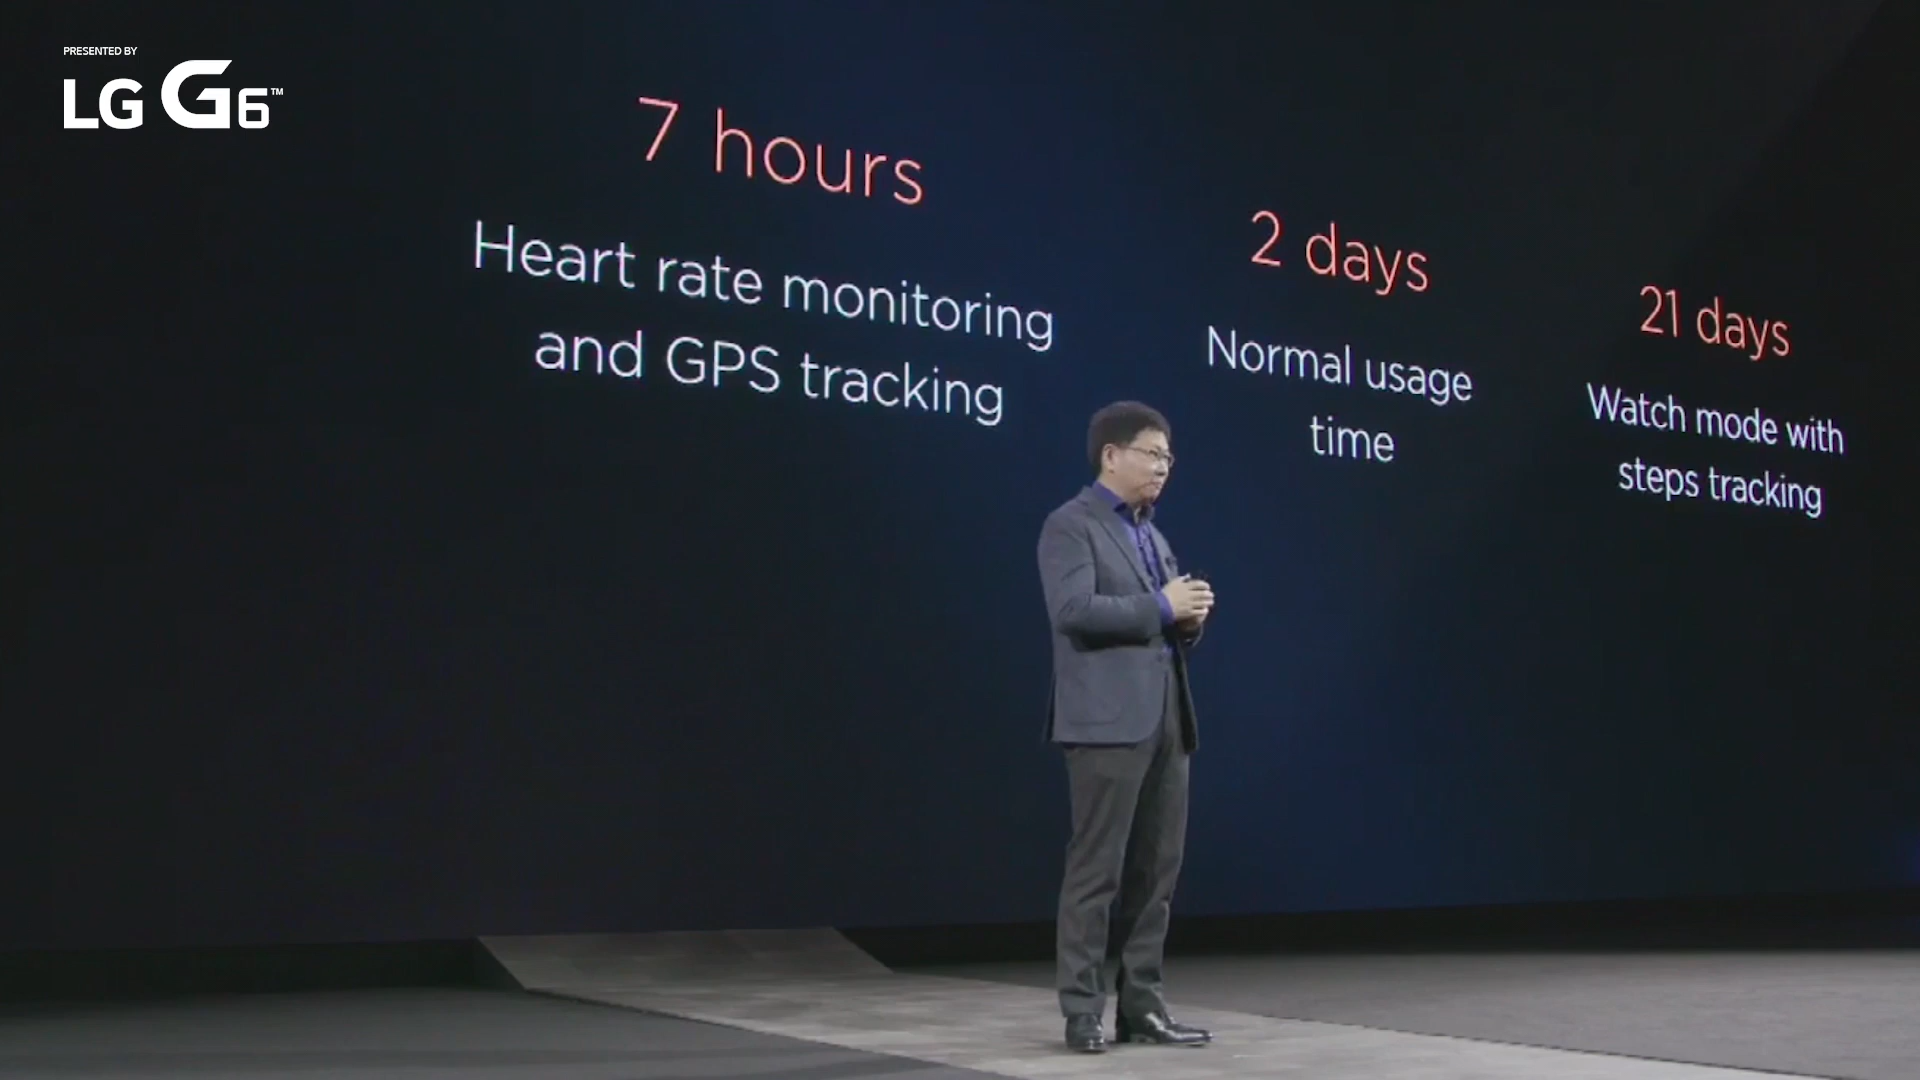 PRESENTED BY
LG G6™
7 hours
Heart rate monitoring
and GPS tracking
2 days
Normal usage
time
21 days
Watch mode with
steps tracking